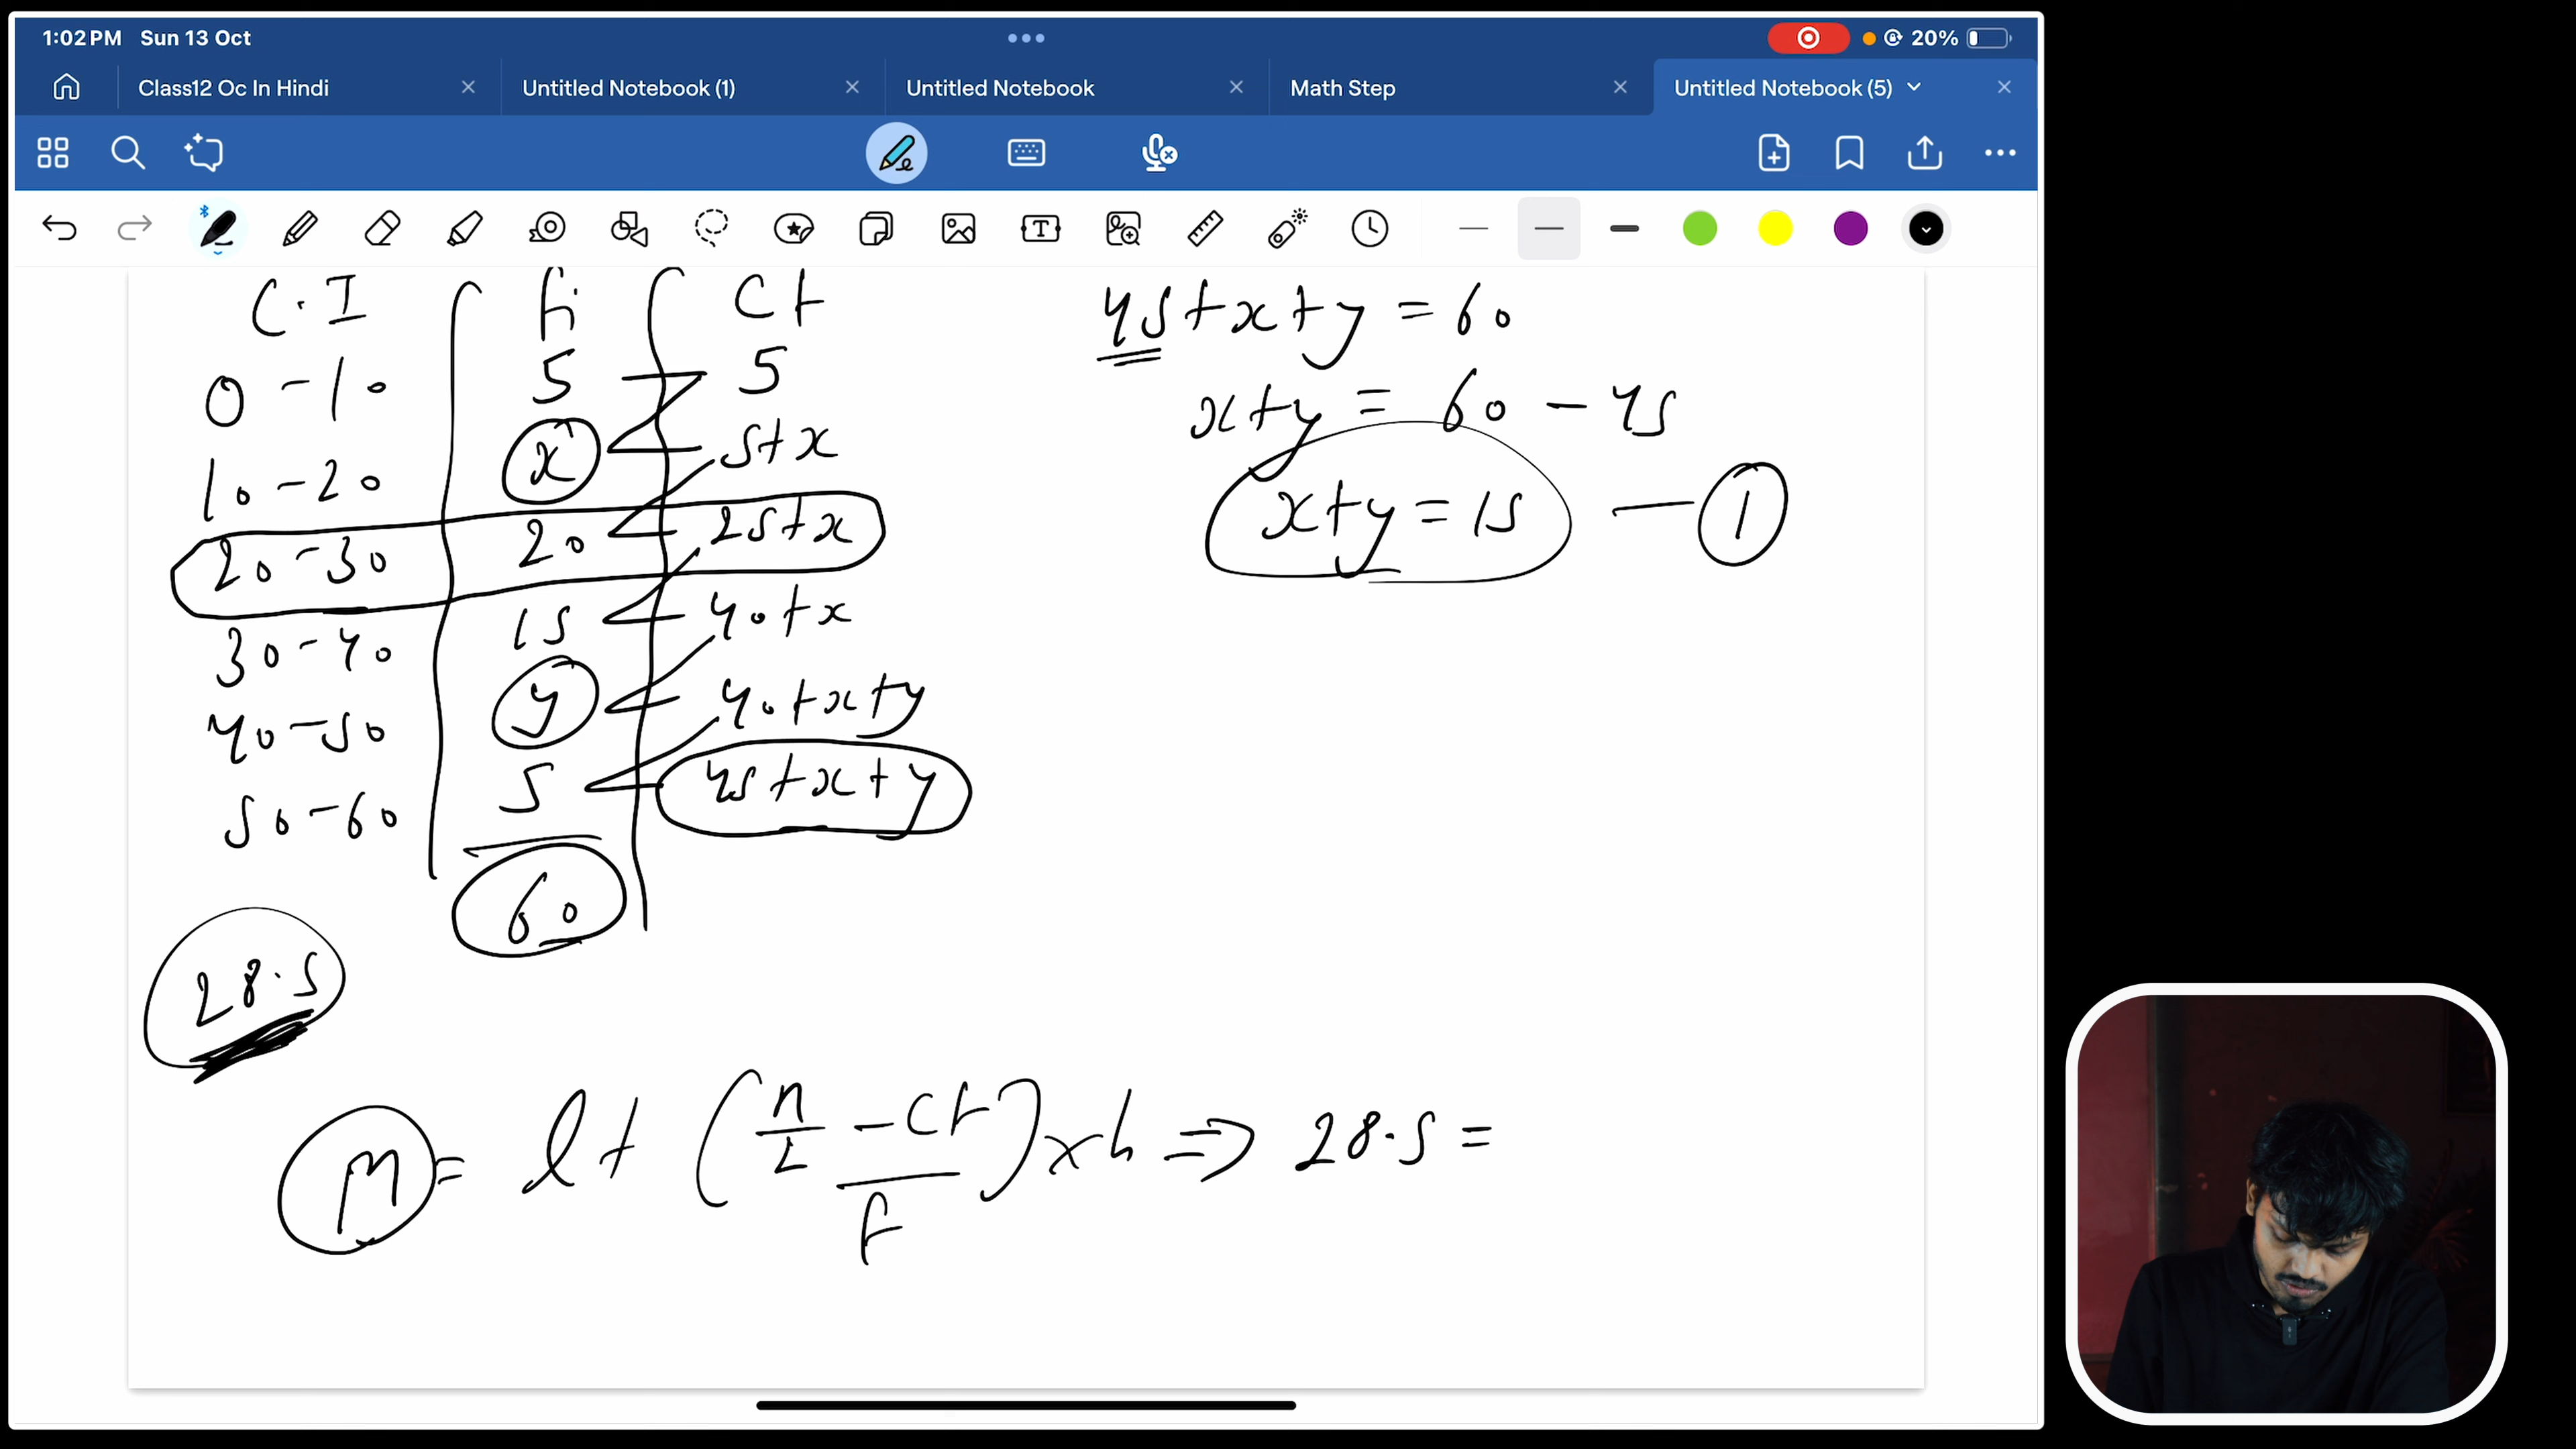 1:02 PM Sun 13 Oct
20%
Class12 Oc In Hindi
Untitled Notebook (1)
Untitled Notebook
Math Step
Untitled Notebook (5)
C.I fi cf
0-10 5 5
10-20 x 5+x
20-30 20 25+x
30-40 15 40+x
40-50 y 40+x+y
50-60 5 45+x+y
60
45+x+y = 60
x+y = 60 - 45
x+y = 15 — 1
28.5
M = l + (n/2 - cf / f) x h ⇒ 28.5 =